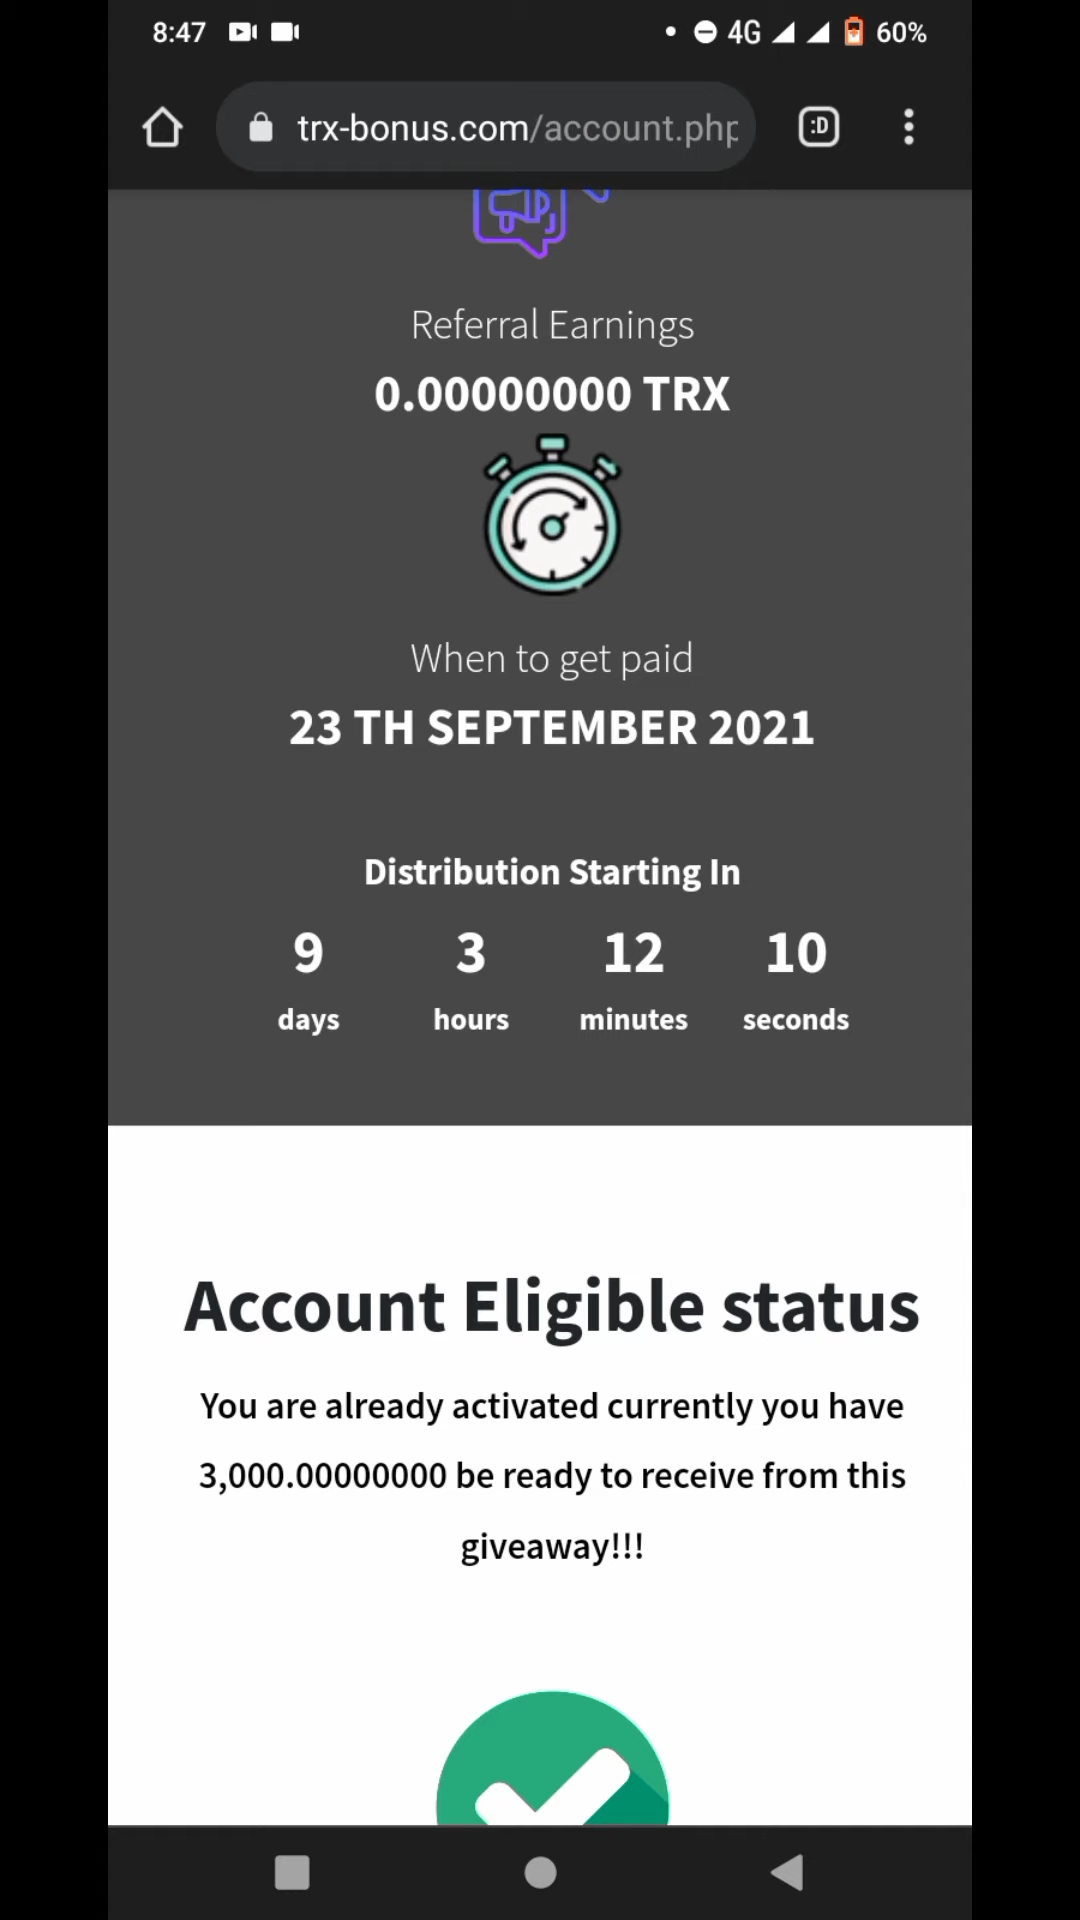 8:47
4G
60%
trx-bonus.com/account.php
:D
Referral Earnings
0.00000000 TRX
When to get paid
23 TH SEPTEMBER 2021
Distribution Starting In
9 3 12 10
days hours minutes seconds
Account Eligible status
You are already activated currently you have
3,000.00000000 be ready to receive from this
giveaway!!!